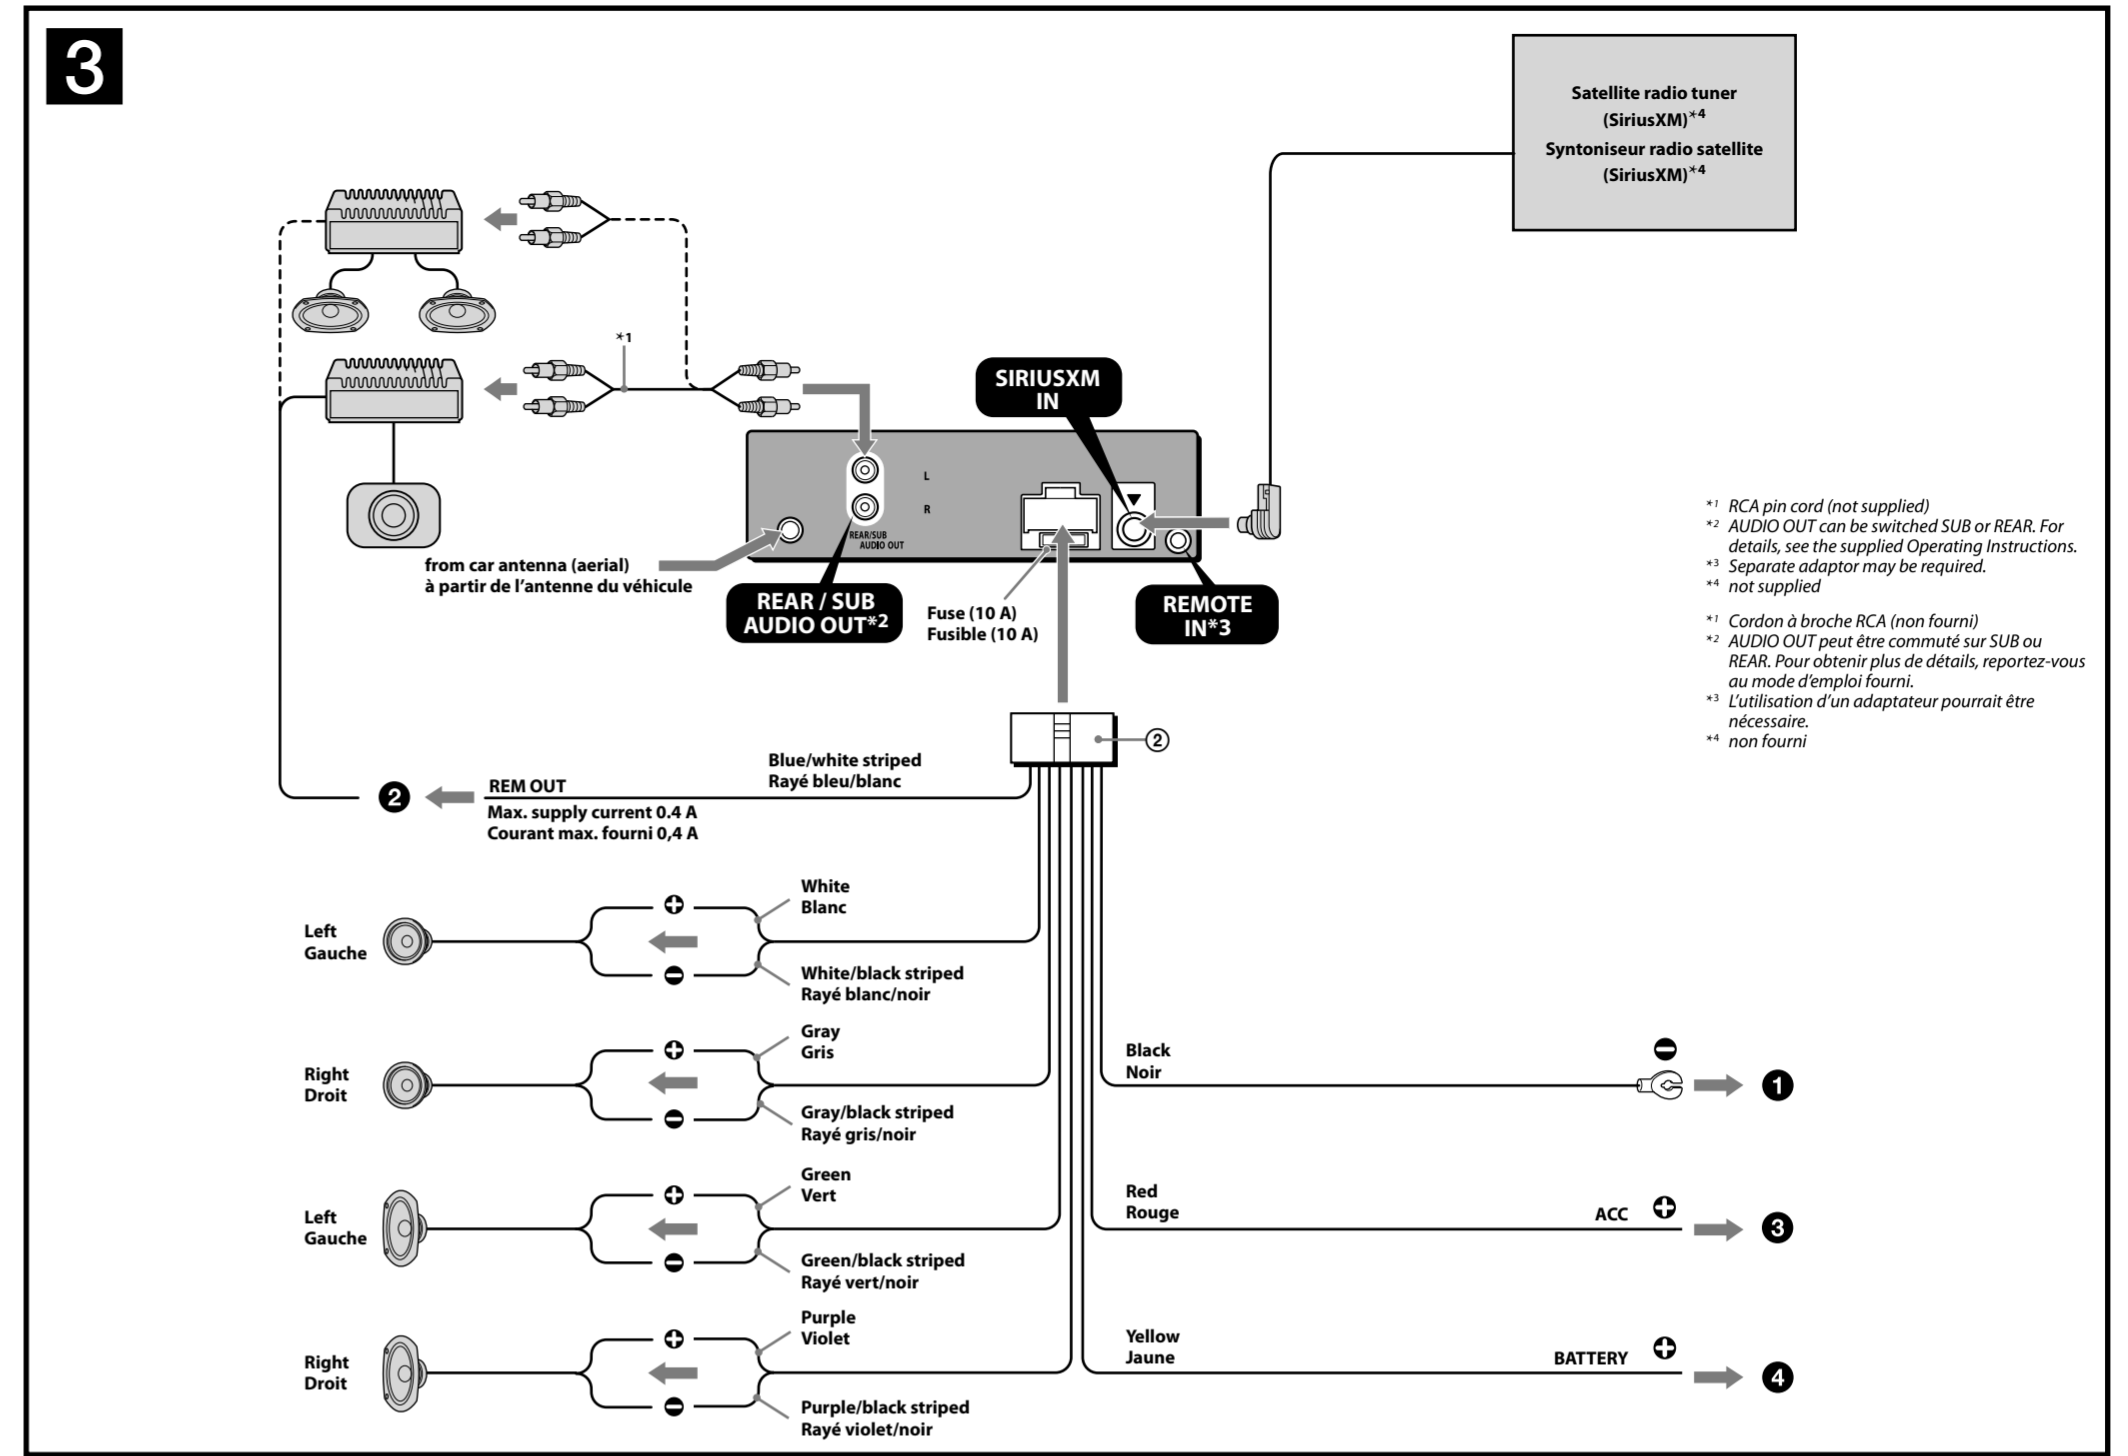 3
Satellite radio tuner
(SiriusXM)*4
Syntoniseur radio satellite
(SiriusXM)*4
*1
SIRIUSXM
IN
L
R
REAR/SUB
AUDIO OUT
from car antenna (aerial)
à partir de l'antenne du véhicule
REAR / SUB
AUDIO OUT*2
Fuse (10 A)
Fusible (10 A)
REMOTE
IN*3
*1 RCA pin cord (not supplied)
*2 AUDIO OUT can be switched SUB or REAR. For
details, see the supplied Operating Instructions.
*3 Separate adaptor may be required.
*4 not supplied
*1 Cordon à broche RCA (non fourni)
*2 AUDIO OUT peut être commuté sur SUB ou
REAR. Pour obtenir plus de détails, reportez-vous
au mode d'emploi fourni.
*3 L'utilisation d'un adaptateur pourrait être
nécessaire.
*4 non fourni
②
Blue/white striped
Rayé bleu/blanc
❷
REM OUT
Max. supply current 0.4 A
Courant max. fourni 0,4 A
Left
Gauche
White
Blanc
White/black striped
Rayé blanc/noir
Right
Droit
Gray
Gris
Gray/black striped
Rayé gris/noir
Black
Noir
❶
Left
Gauche
Green
Vert
Green/black striped
Rayé vert/noir
Red
Rouge
ACC
❸
Right
Droit
Purple
Violet
Purple/black striped
Rayé violet/noir
Yellow
Jaune
BATTERY
❹